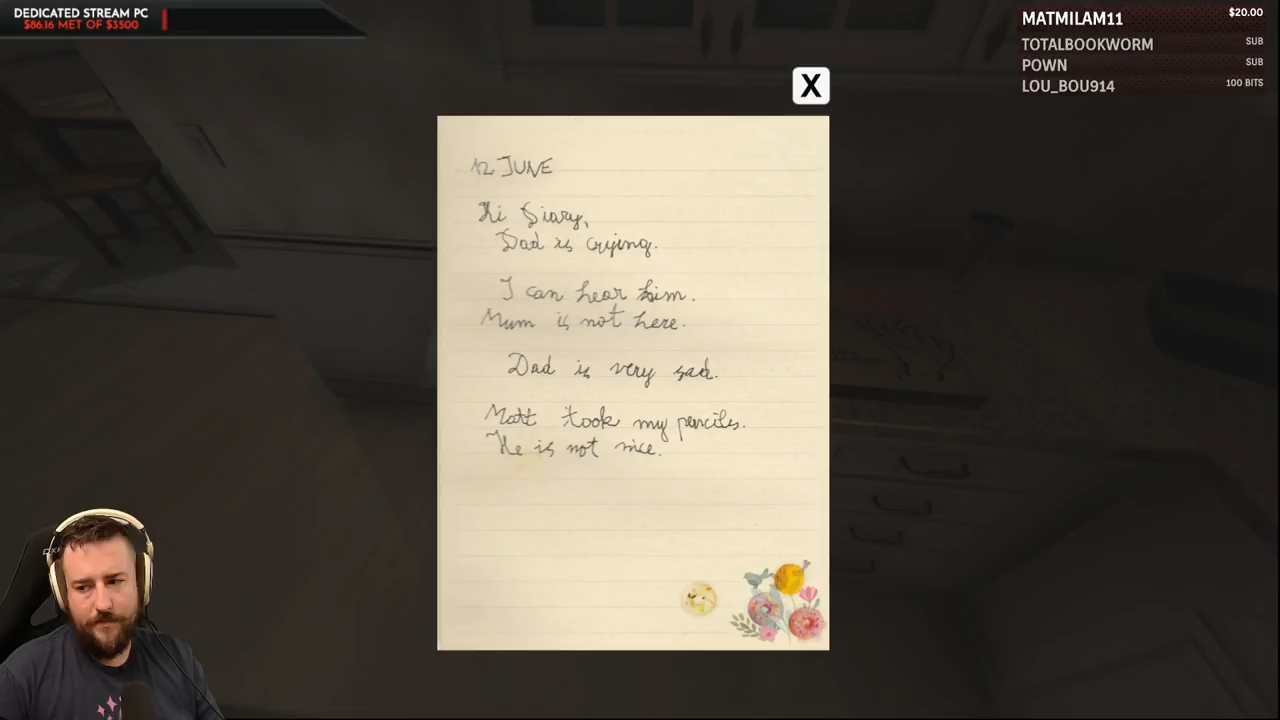 DEDICATED STREAM PC
$86.16 MET OF $3500
MATMILAM11 $20.00
TOTALBOOKWORM SUB
POWN SUB
LOU_BOU914 100 BITS
X
12 JUNE
Hi Diary,
Dad is crying.
I can hear him.
Mum is not here.
Dad is very sad.
Matt took my penciles.
He is not nice.